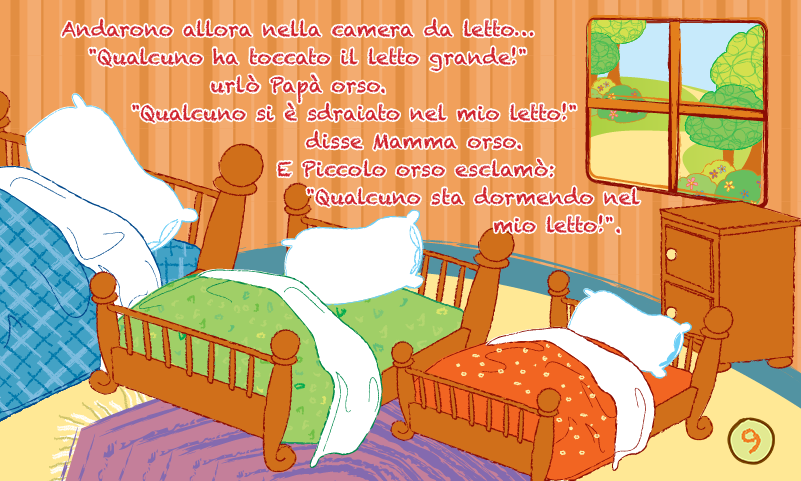 Andarono allora nella camera da letto...
"Qualcuno ha toccato il letto grande!"
urlò Papà orso.
"Qualcuno si è sdraiato nel mio letto!"
disse Mamma orso.
E Piccolo orso esclamò:
"Qualcuno sta dormendo nel
mio letto!".
9